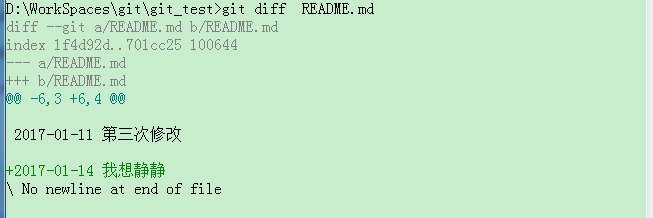 D:\WorkSpaces\git\git_test>git diff  README.md
diff --git a/README.md b/README.md
index 1f4d92d..701cc25 100644
--- a/README.md
+++ b/README.md
@@ -6,3 +6,4 @@
 2017-01-11 第三次修改
+2017-01-14 我想静静
\ No newline at end of file